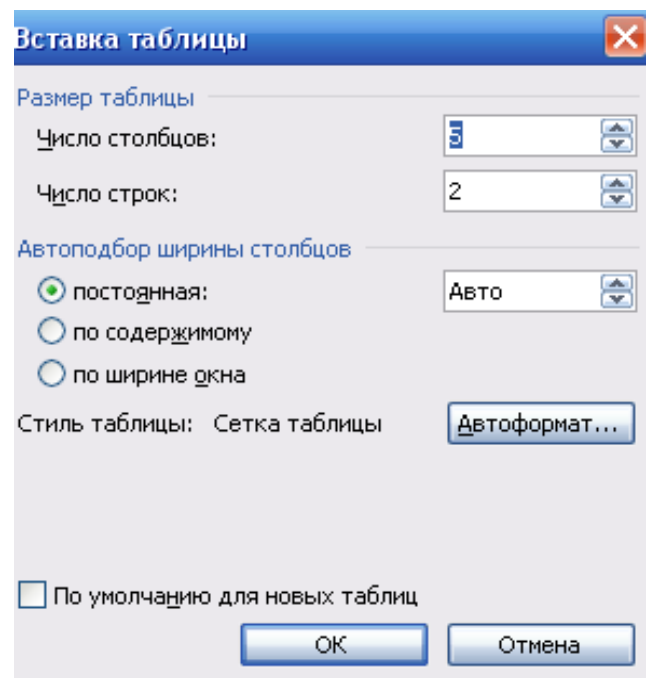 Вставка таблицы
Размер таблицы
Число столбцов: 5
Число строк: 2
Автоподбор ширины столбцов
постоянная: Авто
по содержимому
по ширине окна
Стиль таблицы: Сетка таблицы Автоформат...
По умолчанию для новых таблиц
ОК Отмена